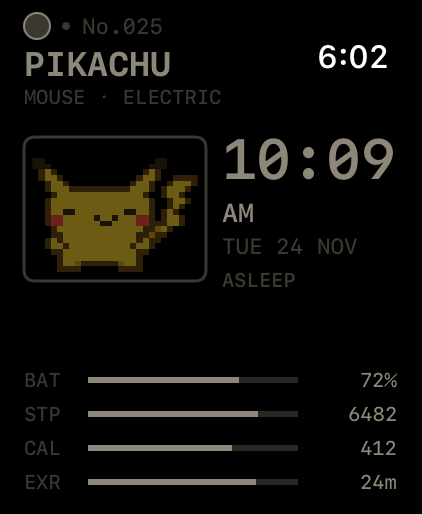 No.025
PIKACHU
6:02
MOUSE · ELECTRIC
10:09
AM
TUE 24 NOV
ASLEEP
BAT 72%
STP 6482
CAL 412
EXR 24m